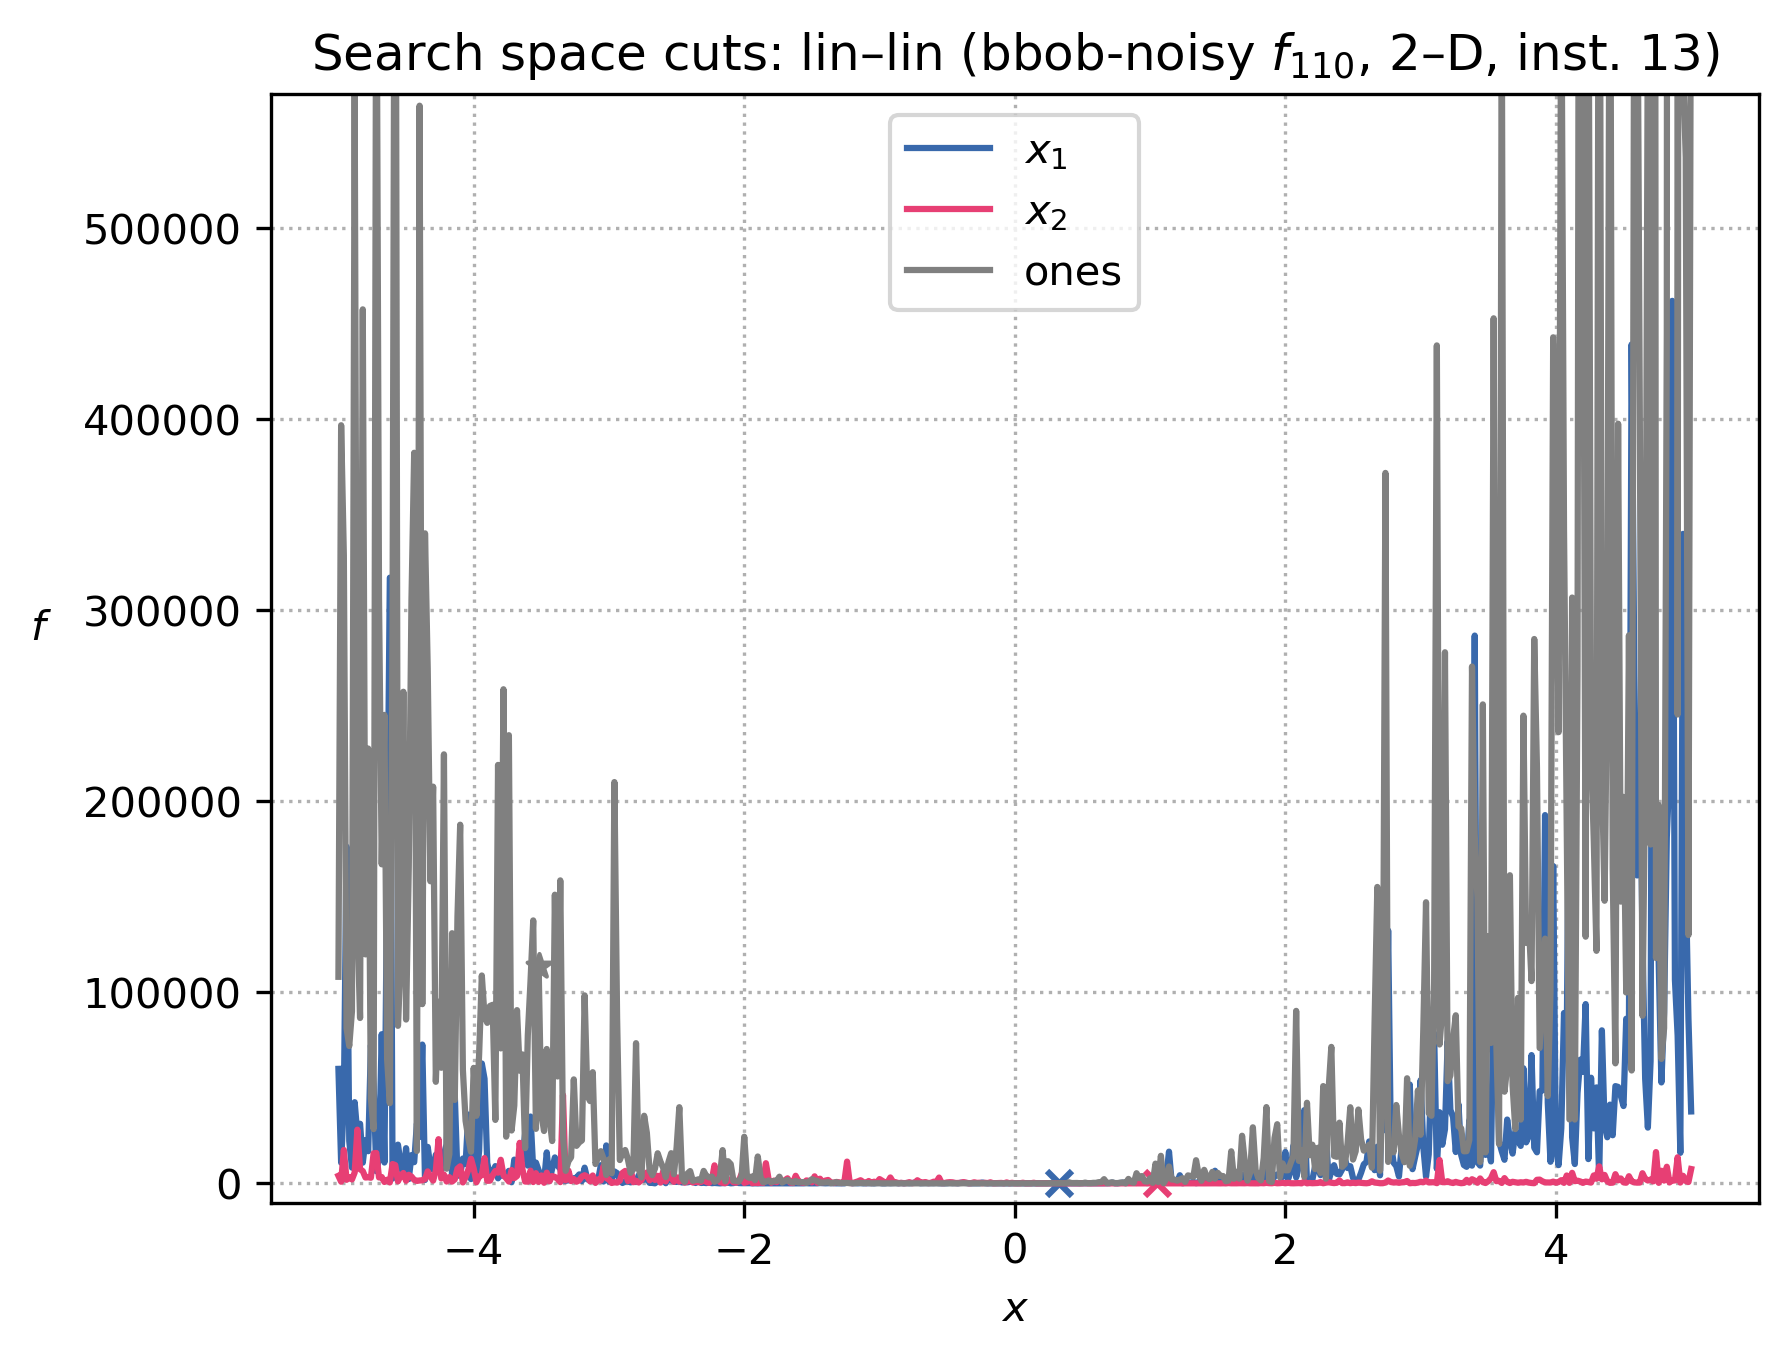 Search space cuts: lin–lin (bbob-noisy f₁₁₀, 2–D, inst. 13)
x₁
x₂
ones
500000
400000
300000
200000
100000
0
f
−4
−2
0
2
4
x